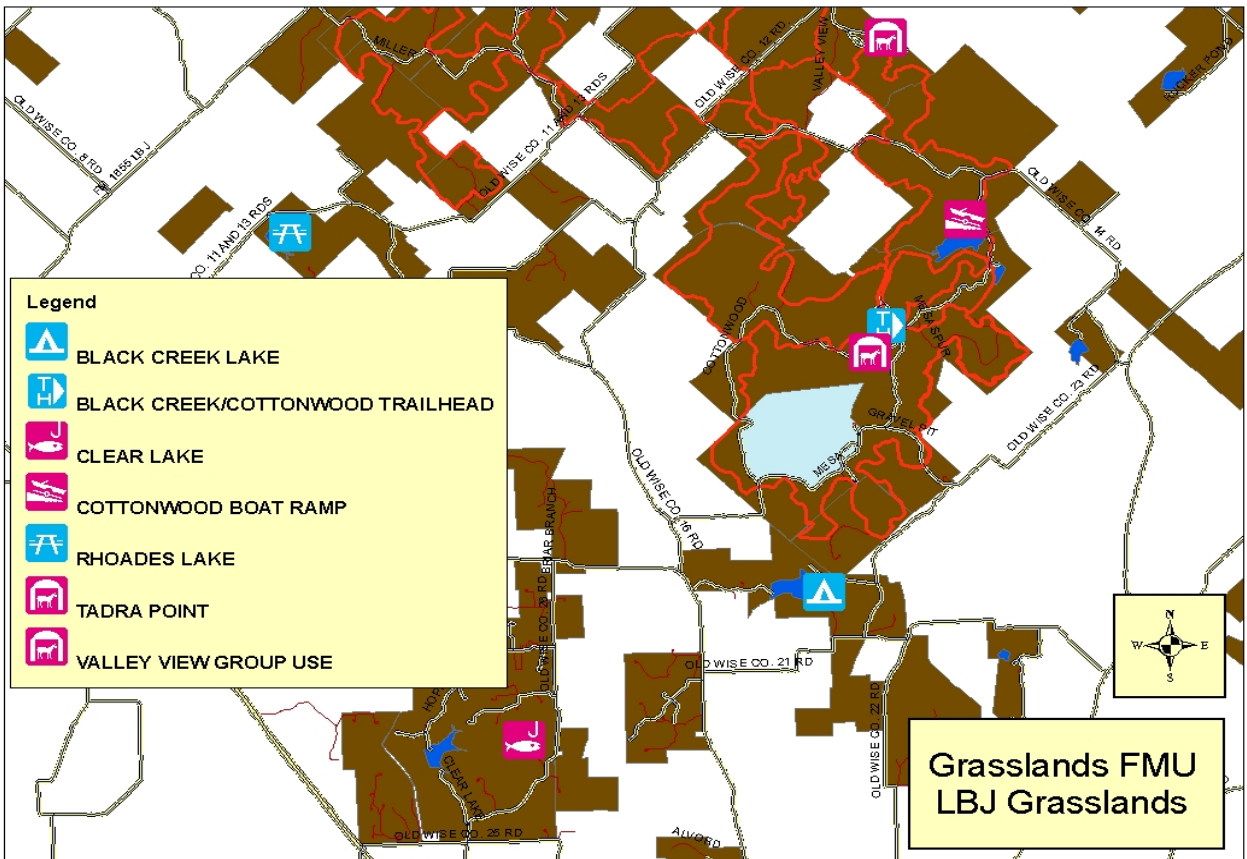 MILLER
OLD WISE CO. 12 RD
VALLEY VIEW
OLD WISE CO. 8 RD
1855 LBJ
OLD WISE CO. 11 AND 13 RDS
CO. 11 AND 13 RDS
OLD WISE CO. 14 RD
Legend
BLACK CREEK LAKE
T
H
BLACK CREEK/COTTONWOOD TRAILHEAD
CLEAR LAKE
COTTONWOOD BOAT RAMP
RHOADES LAKE
TADRA POINT
VALLEY VIEW GROUP USE
T
H
COTTONWOOD
MESA SPUR
OLD WISE CO. 23 RD
GRAVEL PIT
MESA
OLD WISE CO. 16 RD
BRIAR BRANCH
OLD WISE CO. 21 RD
OLD WISE CO. 22 RD
CLEAR LAKE
OLD WISE CO. 25 RD
ALVORD
N
W E
S
Grasslands FMU
LBJ Grasslands